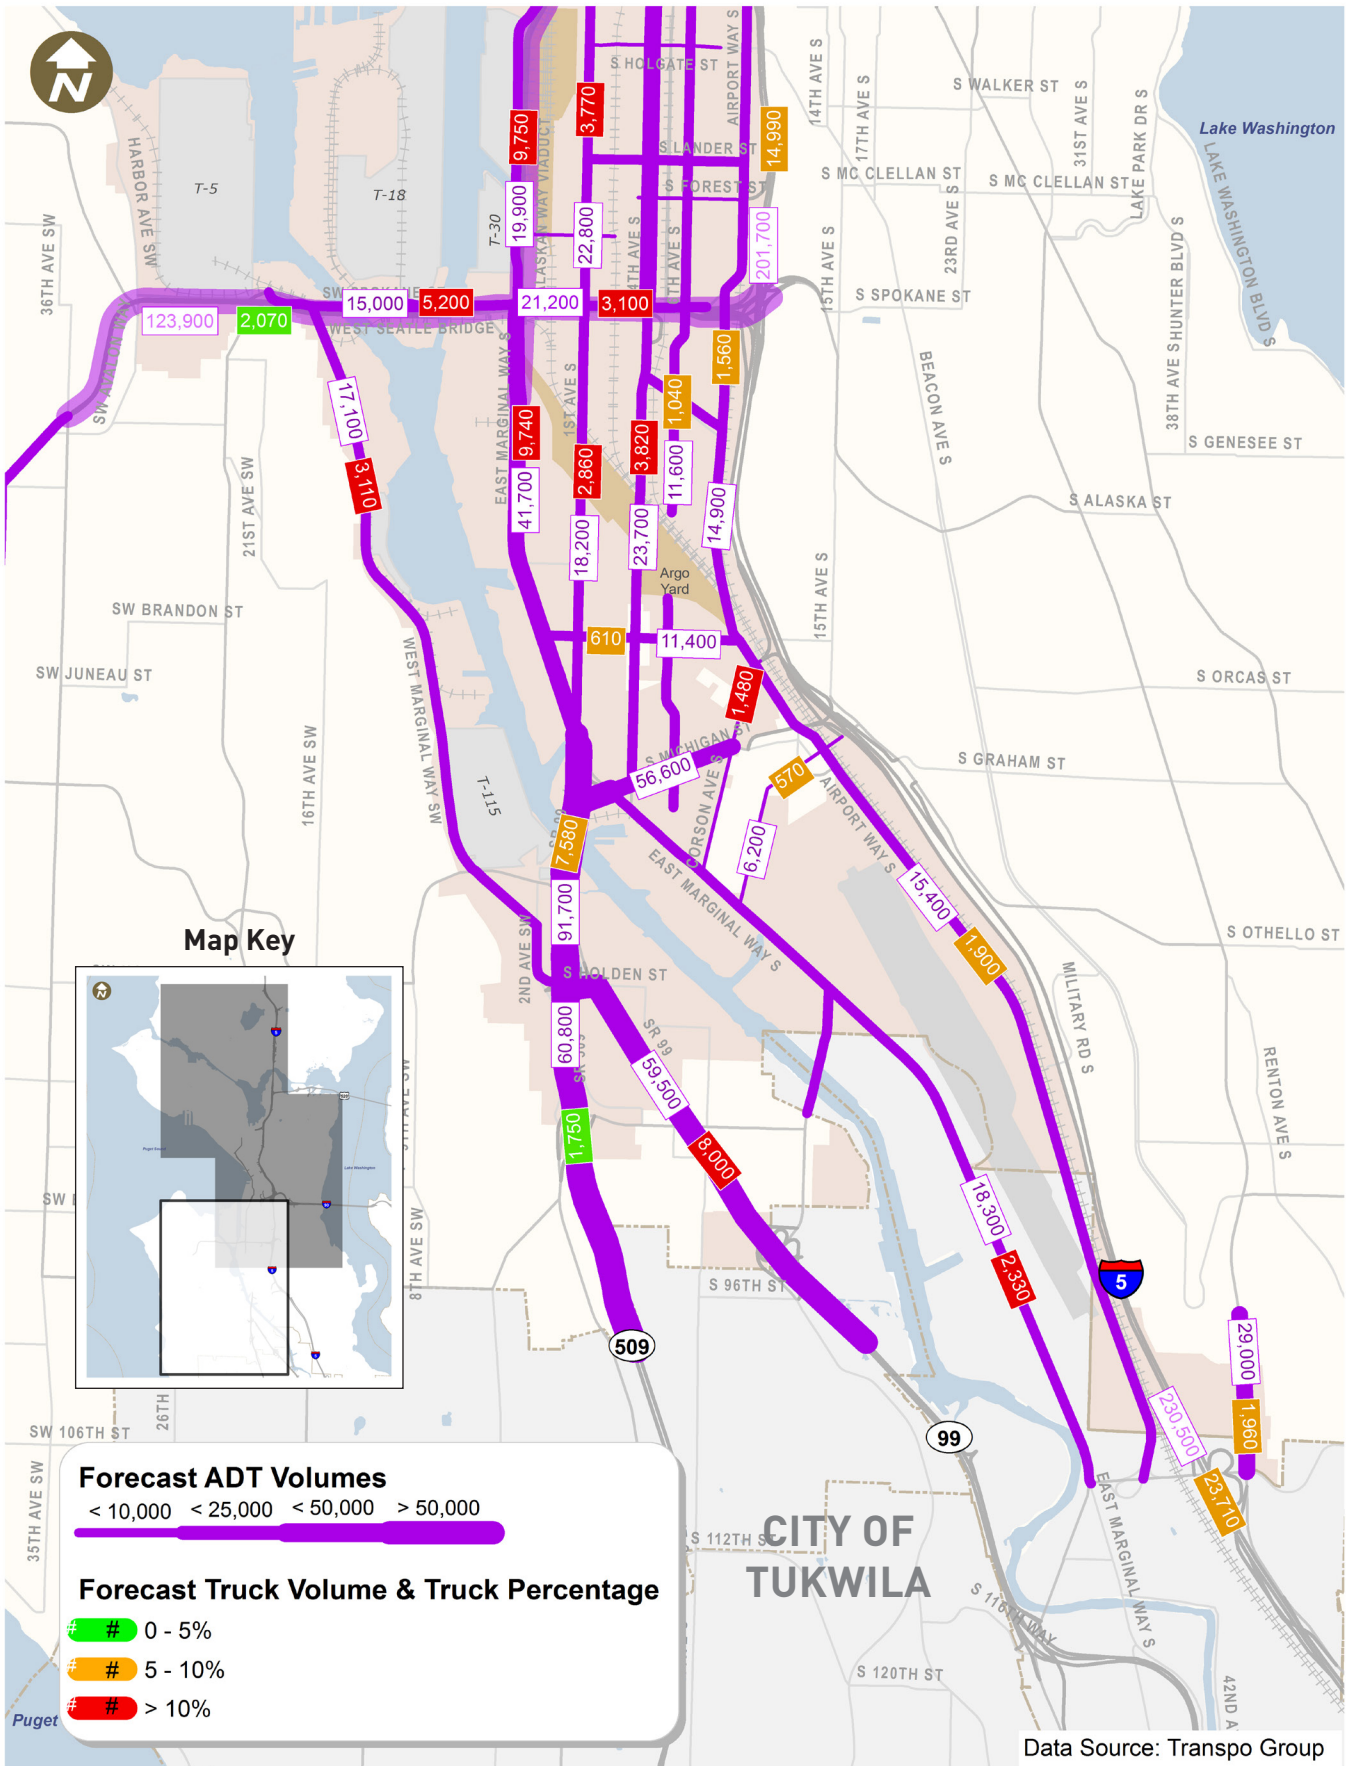 N
HARBOR AVE SW
T-5
T-18
T-30
36TH AVE SW
SW AVALON WAY
S HOLGATE ST
AIRPORT WAY S
14TH AVE S
17TH AVE S
S WALKER ST
31ST AVE S
LAKE PARK DR S
Lake Washington
LAKE WASHINGTON BLVD S
3,770
9,750
14,990
S LANDER ST
S FOREST ST
S MC CLELLAN ST
S MC CLELLAN ST
23RD AVE S
38TH AVE S
HUNTER BLVD S
19,900
22,800
201,700
15TH AVE S
S SPOKANE ST
15,000
5,200
21,200
3,100
123,900
2,070
WEST SEATLE BRIDGE
EAST MARGINAL WAY S
1ST AVE S
1,560
1,040
17,100
3,110
9,740
2,860
3,820
11,600
14,900
41,700
18,200
23,700
BEACON AVE S
S GENESEE ST
S ALASKA ST
21ST AVE SW
Argo
Yard
15TH AVE S
SW BRANDON ST
610
11,400
SW JUNEAU ST
WEST MARGINAL WAY SW
16TH AVE SW
1,480
S ORCAS ST
S MICHIGAN ST
56,600
570
S GRAHAM ST
T-115
CORSON AVE S
AIRPORT WAY S
7,580
6,200
EAST MARGINAL WAY S
15,400
1,900
91,700
2ND AVE SW
S HOLDEN ST
S OTHELLO ST
MILITARY RD S
Map Key
N
60,800
SR 99
59,500
RENTON AVE S
1,750
8,000
18,300
2,330
8TH AVE SW
S 96TH ST
5
509
29,000
1,960
230,500
23,710
99
26TH
SW 106TH ST
35TH AVE SW
EAST MARGINAL WAY S
Forecast ADT Volumes
< 10,000 < 25,000 < 50,000 > 50,000
S 112TH ST
CITY OF
TUKWILA
Forecast Truck Volume & Truck Percentage
# # 0 - 5%
# # 5 - 10%
# # > 10%
S 116TH WAY
S 120TH ST
42ND A
Puget
Data Source: Transpo Group